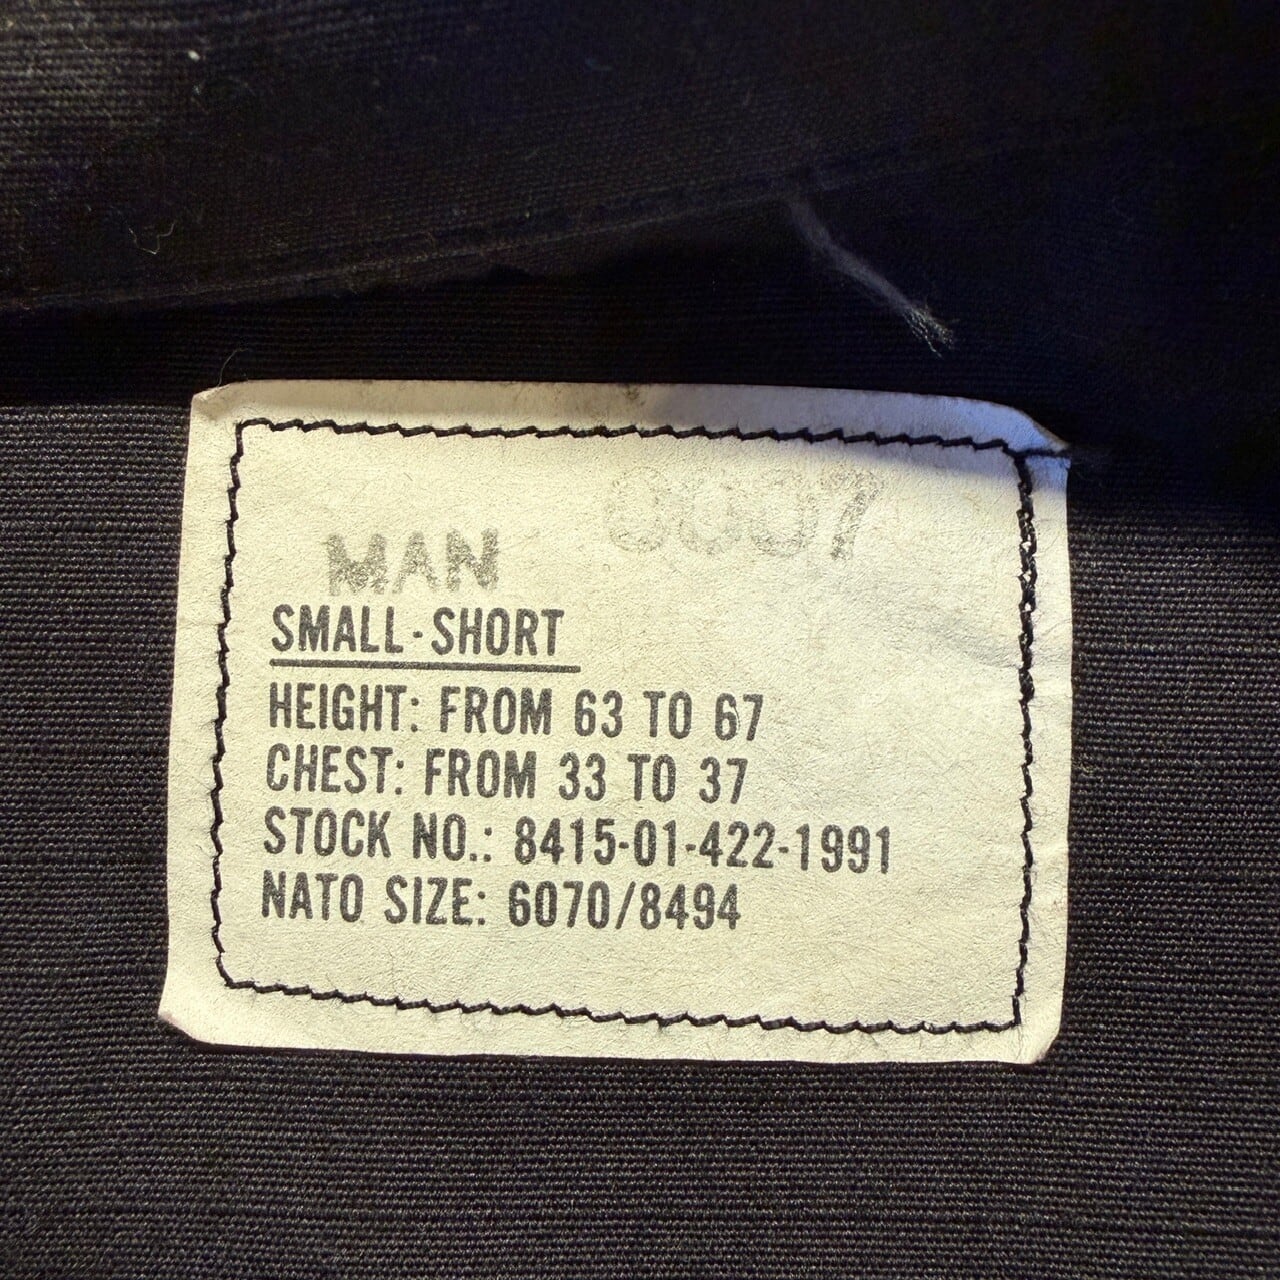 MAN
SMALL-SHORT
HEIGHT: FROM 63 TO 67
CHEST: FROM 33 TO 37
STOCK NO.: 8415-01-422-1991
NATO SIZE: 6070/8494